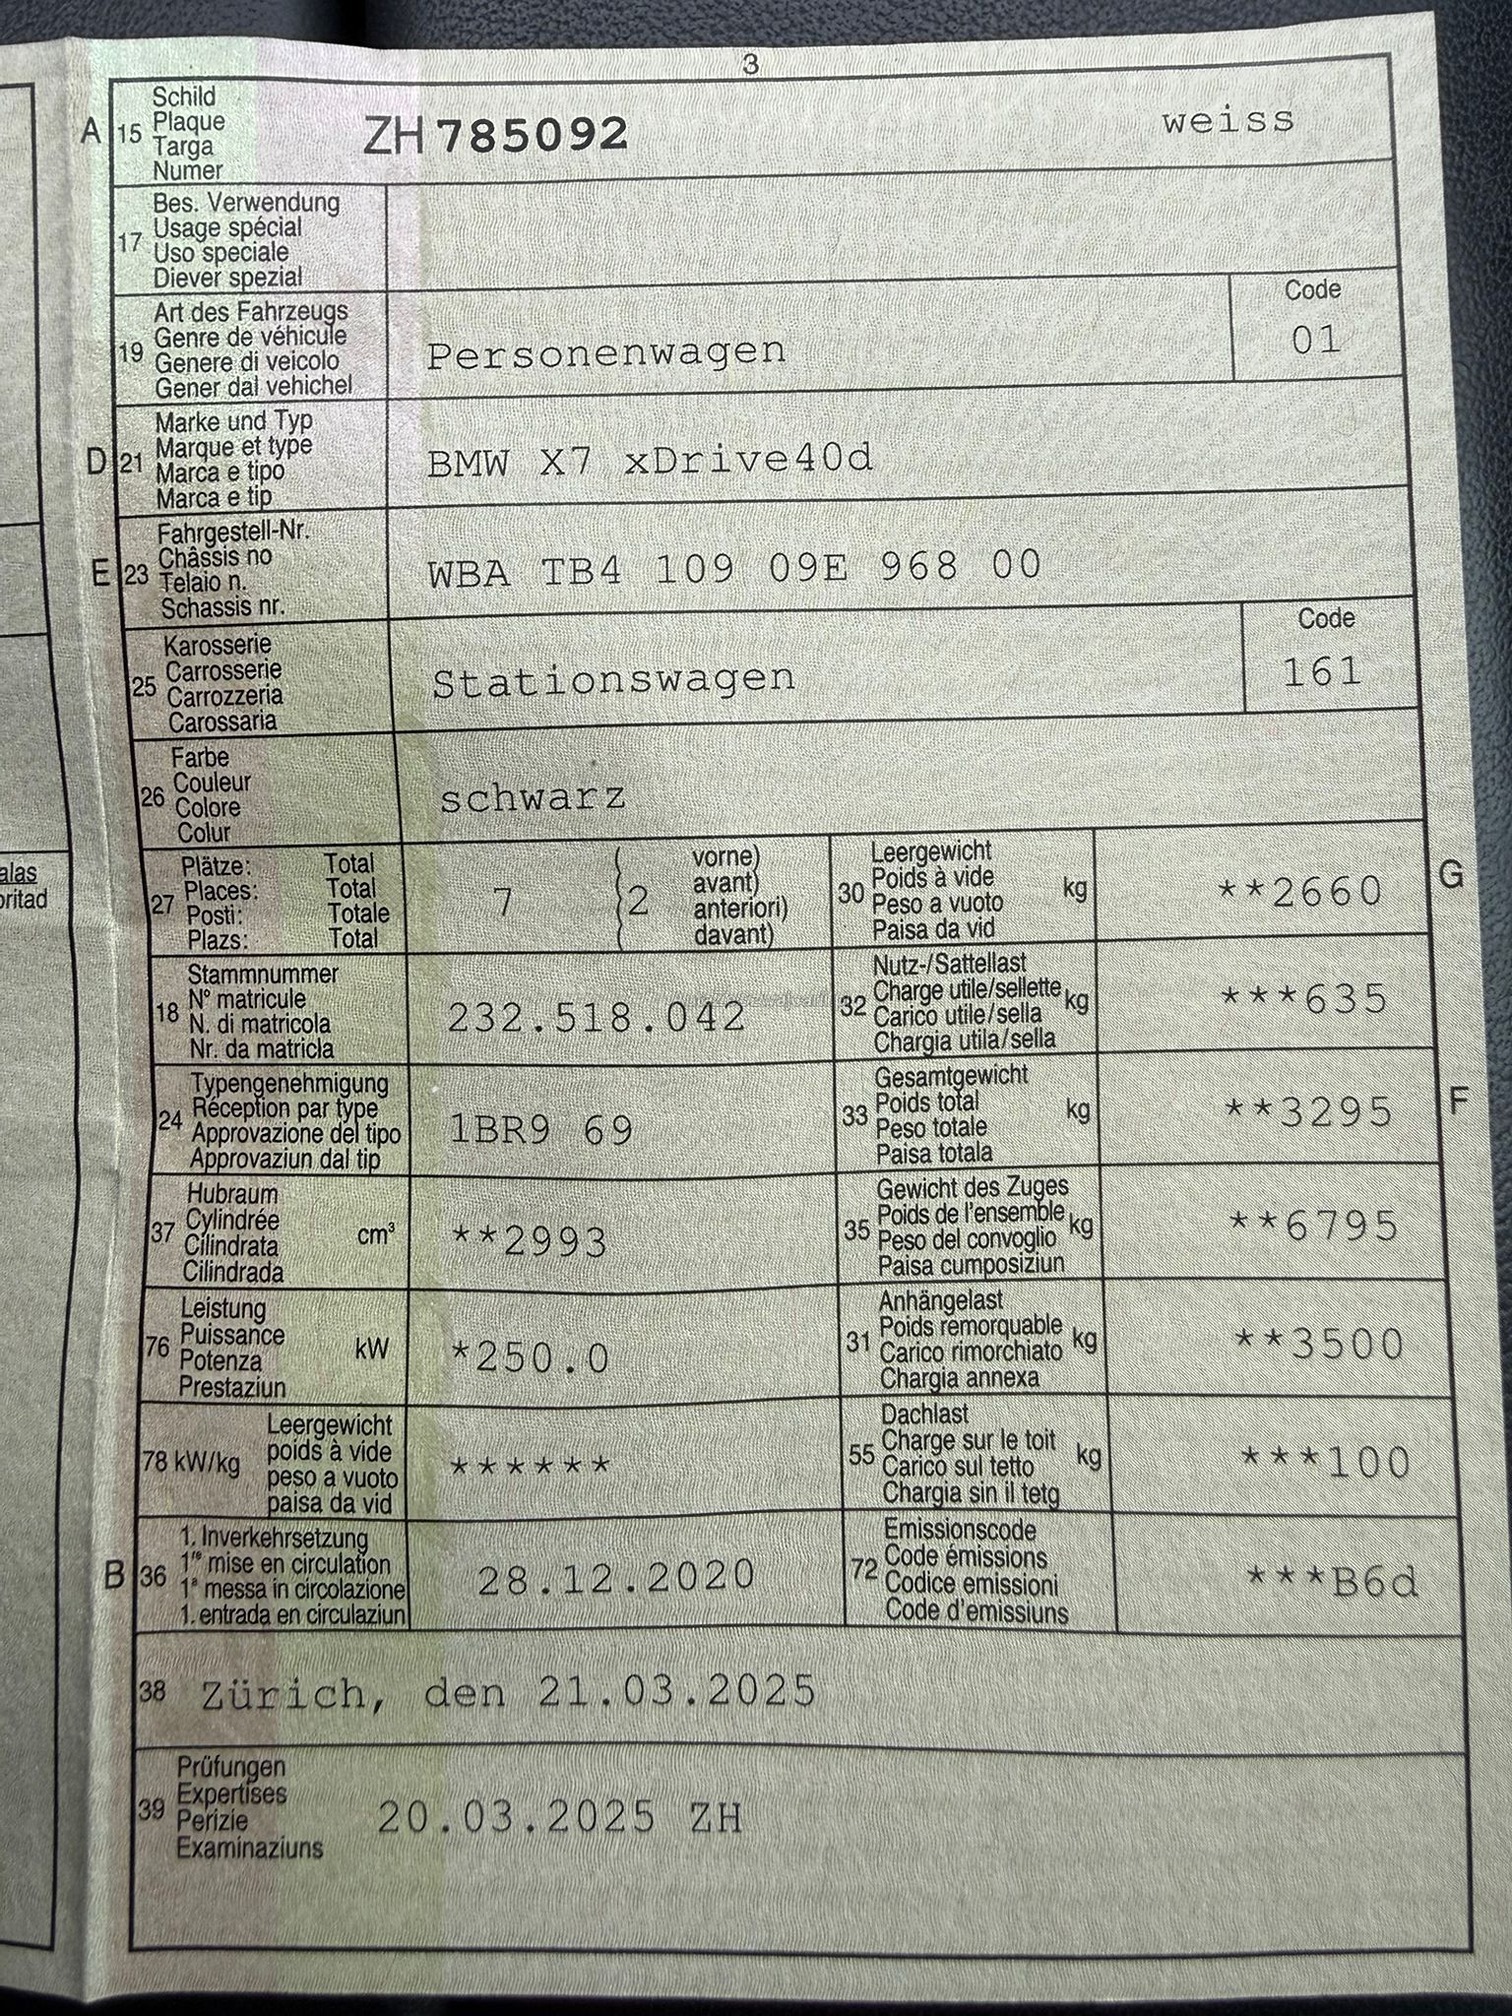 3
A 15 Schild
Plaque
Targa
Numer
ZH 785092 weiss
17 Bes. Verwendung
Usage spécial
Uso speciale
Diever spezial
19 Art des Fahrzeugs
Genre de véhicule
Genere di veicolo
Gener dal vehichel
Personenwagen
Code
01
D 21 Marke und Typ
Marque et type
Marca e tipo
Marca e tip
BMW X7 xDrive40d
E 23 Fahrgestell-Nr.
Châssis no
Telaio n.
Schassis nr.
WBA TB4 109 09E 968 00
25 Karosserie
Carrosserie
Carrozzeria
Carossaria
Stationswagen
Code
161
26 Farbe
Couleur
Colore
Colur
schwarz
alas
oritad
27 Plätze: Total
Places: Total
Posti: Totale
Plazs: Total
7 2 vorne)
avant)
anteriori)
davant)
30 Leergewicht
Poids à vide
Peso a vuoto
Paisa da vid
kg **2660 G
18 Stammnummer
N° matricule
N. di matricola
Nr. da matricla
232.518.042
32 Nutz-/Sattellast
Charge utile/sellette
Carico utile/sella
Chargia utila/sella
kg ***635
24 Typengenehmigung
Réception par type
Approvazione del tipo
Approvaziun dal tip
1BR9 69
33 Gesamtgewicht
Poids total
Peso totale
Paisa totala
kg **3295 F
37 Hubraum
Cylindrée
Cilindrata
Cilindrada
cm³ **2993
35 Gewicht des Zuges
Poids de l'ensemble
Peso del convoglio
Paisa cumposiziun
kg **6795
76 Leistung
Puissance
Potenza
Prestaziun
kW *250.0
31 Anhängelast
Poids remorquable
Carico rimorchiato
Chargia annexa
kg **3500
78 kW/kg Leergewicht
poids à vide
peso a vuoto
paisa da vid
******
55 Dachlast
Charge sur le toit
Carico sul tetto
Chargia sin il tetg
kg ***100
B 36 1. Inverkehrsetzung
1re mise en circulation
1a messa in circolazione
1. entrada en circulaziun
28.12.2020
72 Emissionscode
Code émissions
Codice emissioni
Code d'emissiuns
***B6d
38 Zürich, den 21.03.2025
39 Prüfungen
Expertises
Perizie
Examinaziuns
20.03.2025 ZH